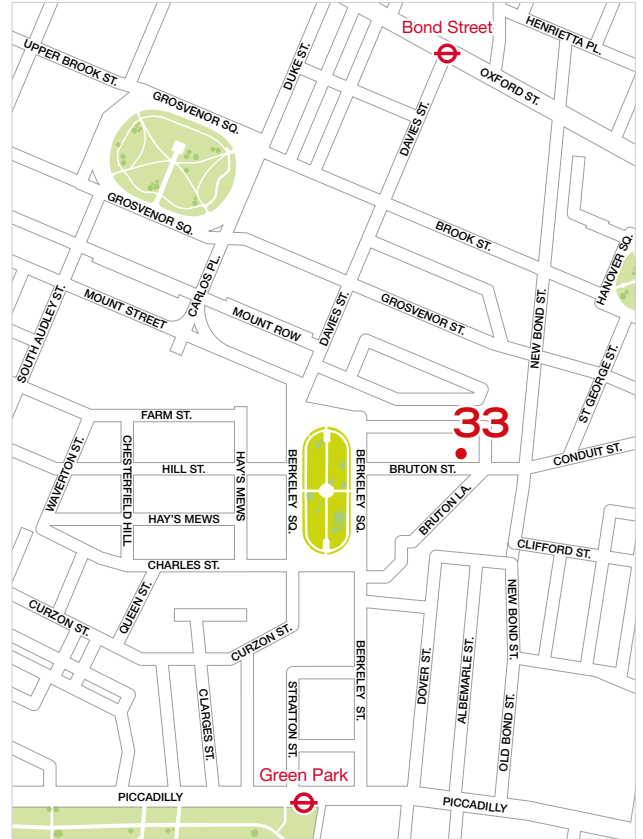 Bond Street
HENRIETTA PL.
UPPER BROOK ST.
DUKE ST.
OXFORD ST.
GROSVENOR SQ.
DAVIES ST.
GROSVENOR SQ.
BROOK ST.
HANOVER SQ.
CARLOS PL.
SOUTH AUDLEY ST.
MOUNT STREET
MOUNT ROW
DAVIES ST.
GROSVENOR ST.
NEW BOND ST.
ST GEORGE ST.
33
FARM ST.
WAVERTON ST.
CHESTERFIELD HILL
HAY'S MEWS
BERKELEY SQ.
BERKELEY SQ.
HILL ST.
BRUTON ST.
CONDUIT ST.
HAY'S MEWS
BRUTON LA.
CLIFFORD ST.
CHARLES ST.
QUEEN ST.
CURZON ST.
CURZON ST.
NEW BOND ST.
BERKELEY ST.
DOVER ST.
ALBEMARLE ST.
CLARGES ST.
STRATTON ST.
OLD BOND ST.
Green Park
PICCADILLY
PICCADILLY